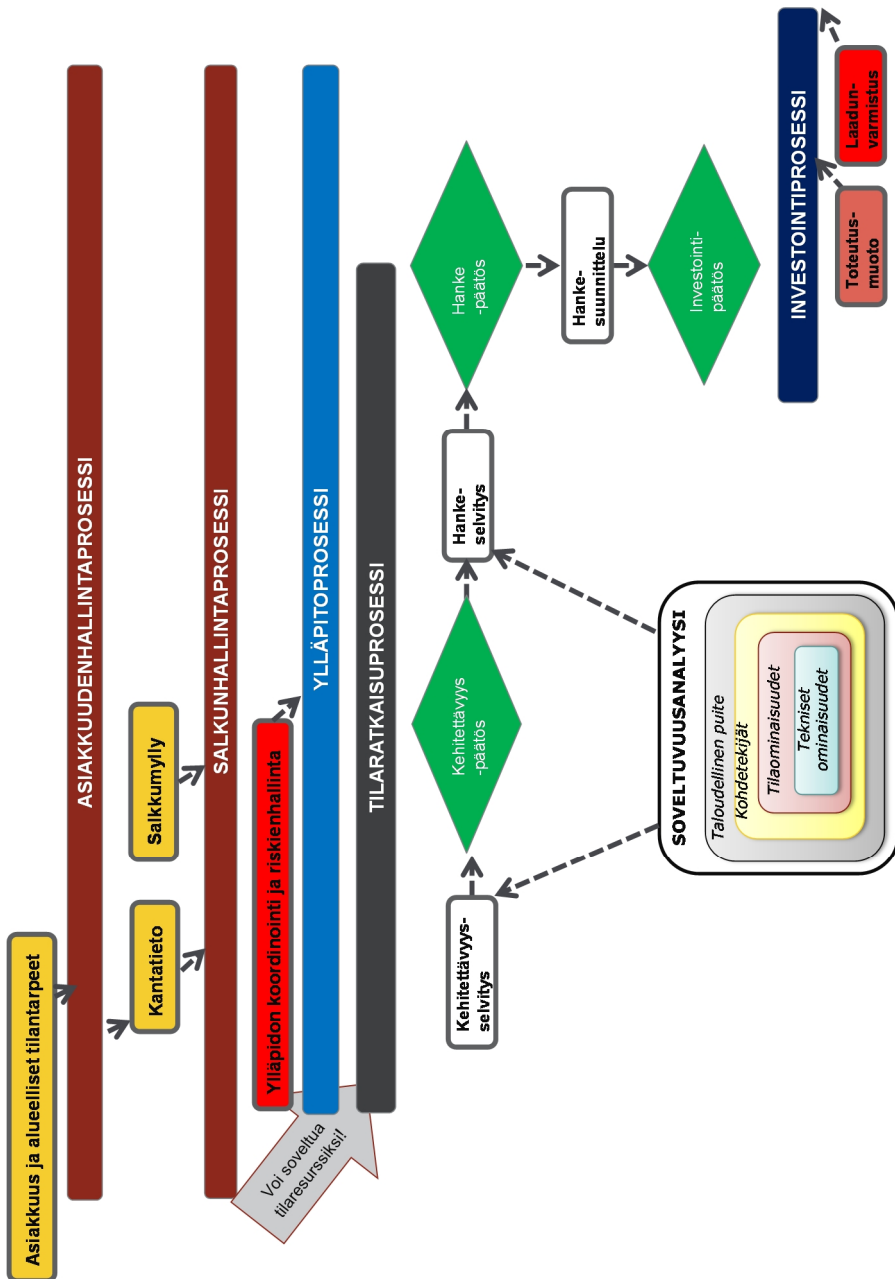 Asiakkuus ja alueelliset tilantarpeet
ASIAKKUUDENHALLINTAPROSESSI
Kantatieto
Salkkumylly
SALKUNHALLINTAPROSESSI
Ylläpidon koordinointi ja riskienhallinta
YLLÄPITOPROSESSI
Voi soveltua
tilaresurssiksi!
TILARATKAISUPROSESSI
Kehitettävyys-
selvitys
Kehitettävyys
-päätös
Hanke-
selvitys
Hanke
-päätös
Hanke-
suunnittelu
Investointi-
päätös
SOVELTUVUUSANALYYSI
Taloudellinen puite
Kohdetekijät
Tilaominaisuudet
Tekniset
ominaisuudet
INVESTOINTIPROSESSI
Toteutus-
muoto
Laadun-
varmistus